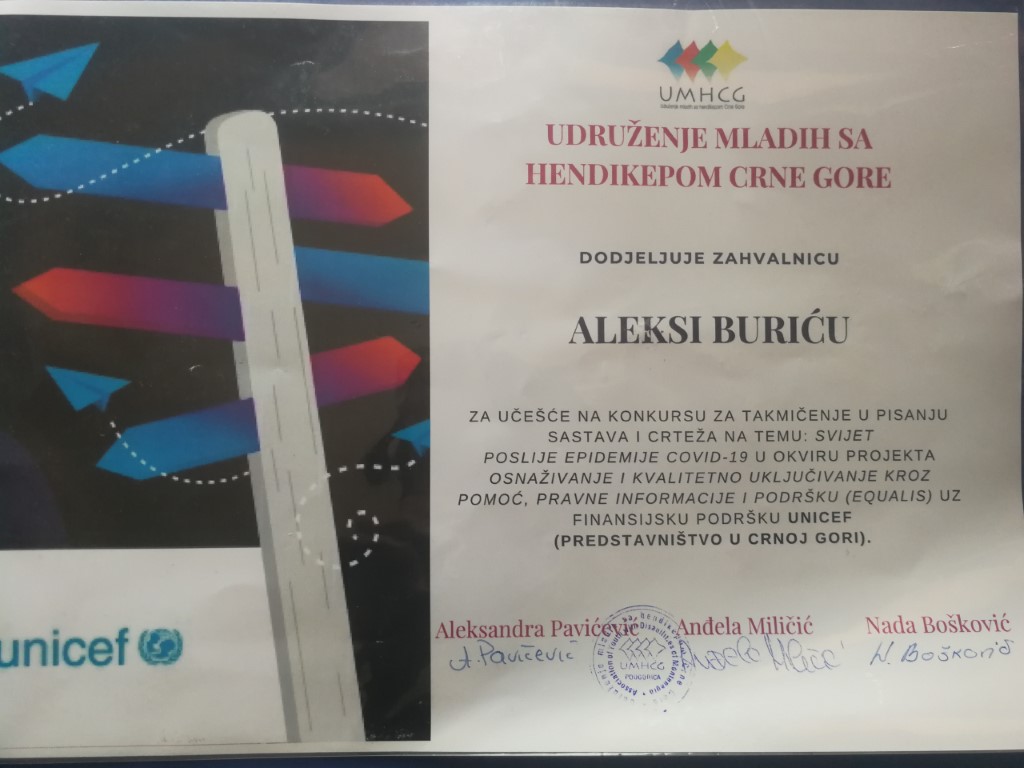 UMHCG
UDRUŽENJE MLADIH SA
HENDIKEPOM CRNE GORE
DODJELJUJE ZAHVALNICU
ALEKSI BURIĆU
ZA UČEŠĆE NA KONKURSU ZA TAKMIČENJE U PISANJU
SASTAVA I CRTEŽA NA TEMU: SVIJET
POSLIJE EPIDEMIJE COVID-19 U OKVIRU PROJEKTA
OSNAŽIVANJE I KVALITETNO UKLJUČIVANJE KROZ
POMOĆ, PRAVNE INFORMACIJE I PODRŠKU (EQUALIS) UZ
FINANSIJSKU PODRŠKU UNICEF
(PREDSTAVNIŠTVO U CRNOJ GORI).
Aleksandra Pavićević Anđela Miličić Nada Bošković
A. Pavićević
N. Bošković
UMHCG
PODGORICA
unicef